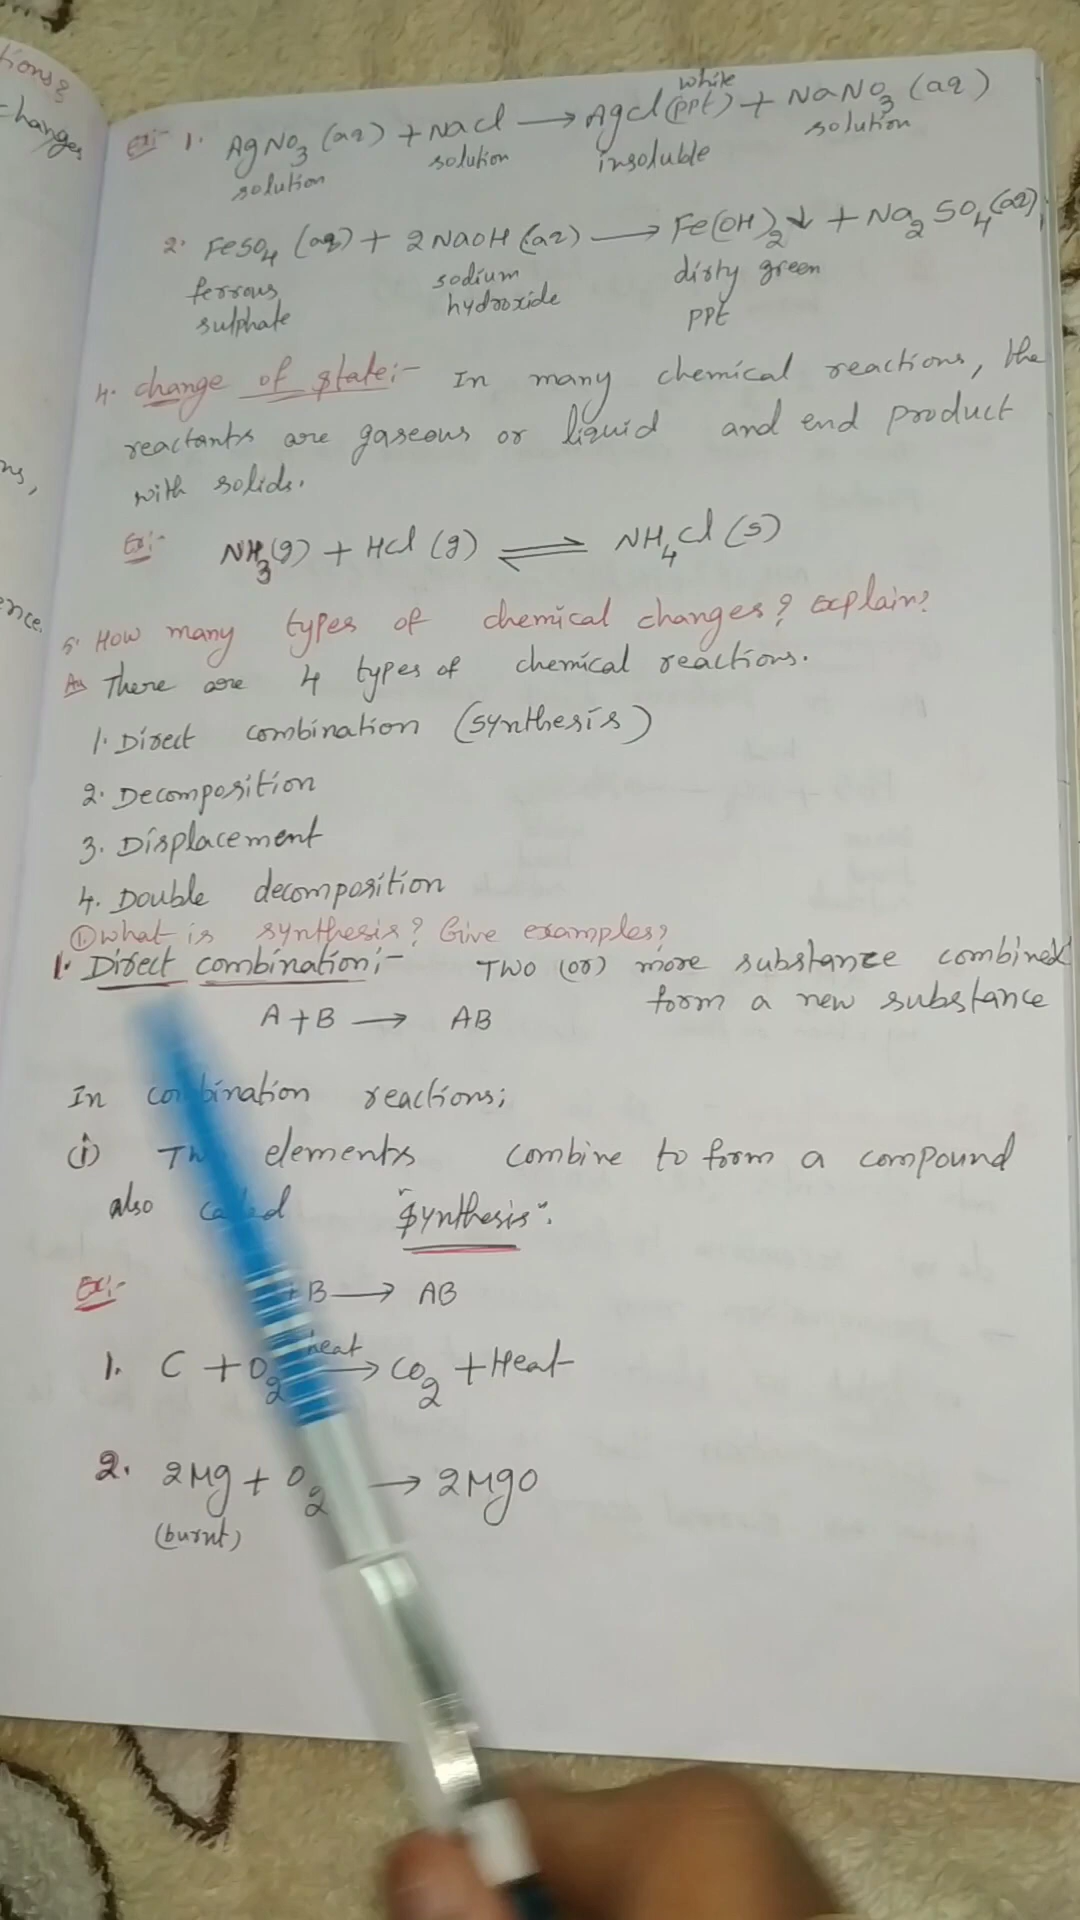 tions?
changes
Ex:- 1. AgNO3 (aq) + Nacl → Agcl (ppt) + NaNO3 (aq)
white
solution solution insoluble solution
2. FeSO4 (aq) + 2NaOH (aq) → Fe(OH)2↓ + Na2SO4 (aq)
ferrous sodium dirty green
sulphate hydroxide ppt
4. change of state:- In many chemical reactions, the
reactants are gaseous or liquid and end product
with solids.
Ex:- NH3(g) + HCl (g) ⇌ NH4Cl (s)
5. How many types of chemical changes? Explain?
As There are 4 types of chemical reactions.
1. Direct combination (synthesis)
2. Decomposition
3. Displacement
4. Double decomposition
① what is synthesis? Give examples?
1. Direct combination:- Two (or) more substance combined
form a new substance
A + B → AB
In combination reactions;
(i) elements combine to form a compound
also called "synthesis".
Ex:- + B → AB
1. C + O2 heat → CO2 + Heat
2. 2Mg + O2 → 2MgO
(burnt)